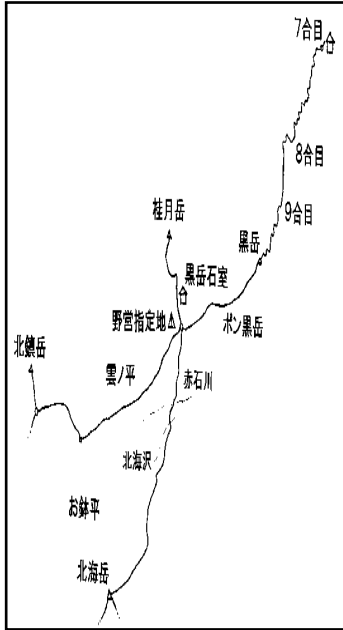 7合目
8合目
9合目
桂月岳
黒岳
黒岳石室
野営指定地
ポン黒岳
北鎮岳
雲ノ平
赤石川
北海沢
お鉢平
北海岳